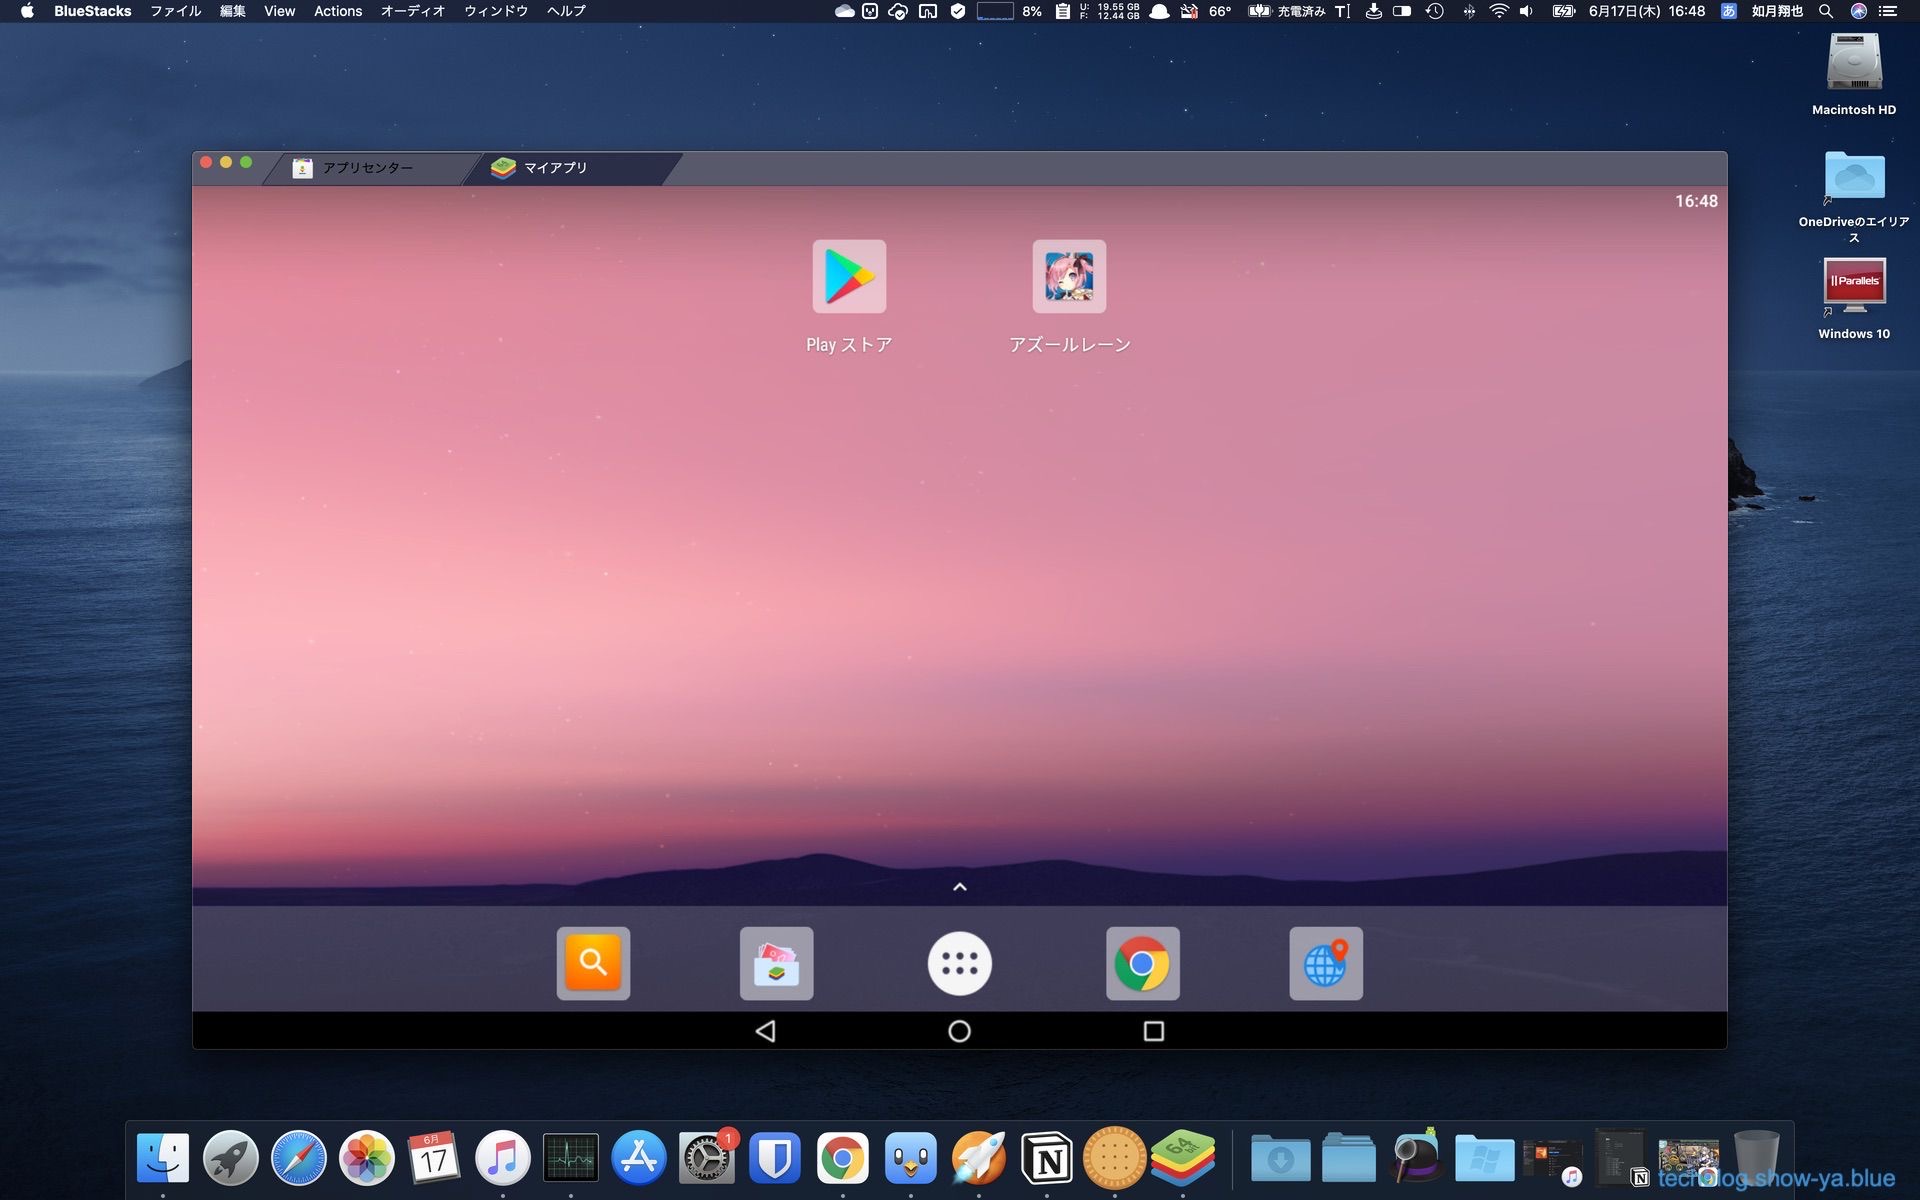 BlueStacks ファイル 編集 View Actions オーディオ ウィンドウ ヘルプ 8% U: 19.55 GB F: 12.44 GB 66° 充電済み 6月17日(木) 16:48 あ 如月翔也
Macintosh HD
OneDriveのエイリア
ス
Parallels
Windows 10
アプリセンター マイアプリ
16:48
Play ストア アズールレーン
6月
17
1
64
bit
techblog.show-ya.blue